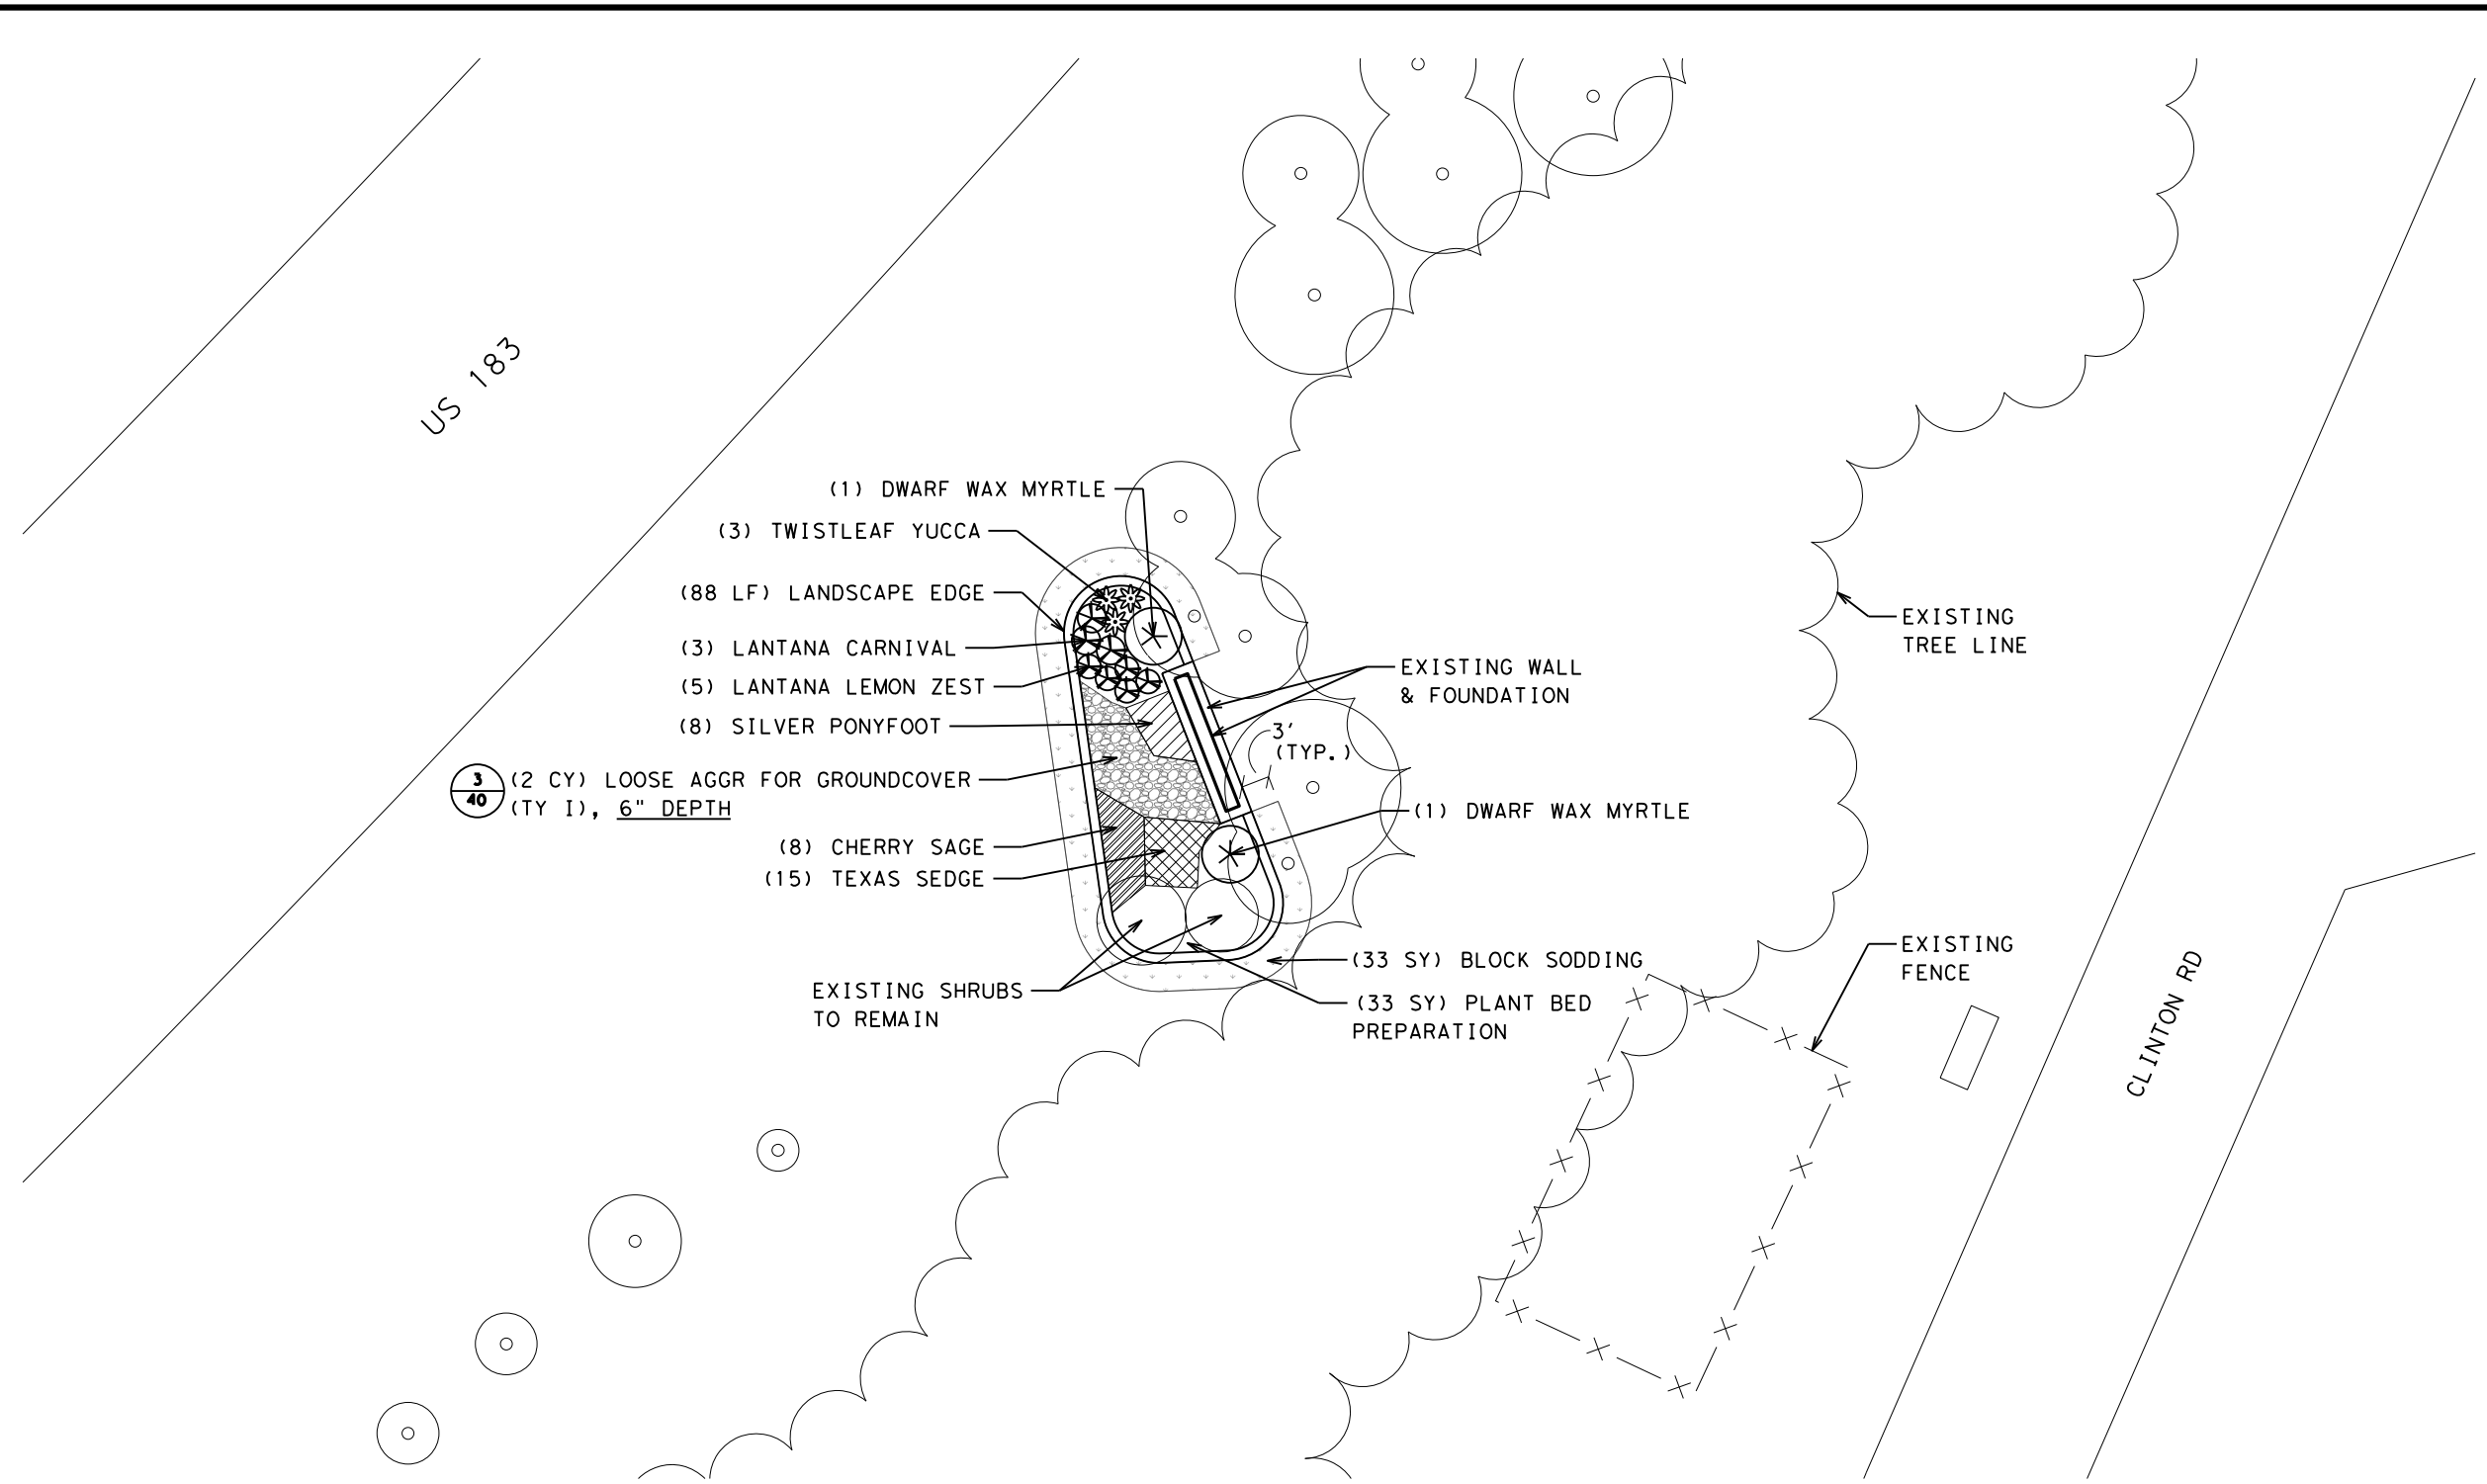 US 183
(1) DWARF WAX MYRTLE
(3) TWISTLEAF YUCCA
(88 LF) LANDSCAPE EDGE
(3) LANTANA CARNIVAL
(5) LANTANA LEMON ZEST
(8) SILVER PONYFOOT
3
40
(2 CY) LOOSE AGGR FOR GROUNDCOVER
(TY I), 6" DEPTH
(8) CHERRY SAGE
(15) TEXAS SEDGE
EXISTING SHRUBS
TO REMAIN
EXISTING WALL
& FOUNDATION
3'
(TYP.)
(1) DWARF WAX MYRTLE
(33 SY) BLOCK SODDING
(33 SY) PLANT BED
PREPARATION
EXISTING
TREE LINE
EXISTING
FENCE
CLINTON RD